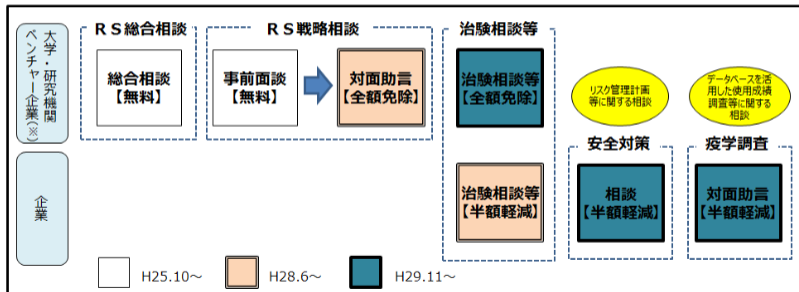 大学・研究機関
ベンチャー企業(※)
企業
ＲＳ総合相談
総合相談
【無料】
ＲＳ戦略相談
事前面談
【無料】
対面助言
【全額免除】
治験相談等
治験相談等
【全額免除】
治験相談等
【半額軽減】
リスク管理計画
等に関する相談
安全対策
相談
【半額軽減】
データベースを活
用した使用成績
調査等に関する
相談
疫学調査
対面助言
【半額軽減】
H25.10～
H28.6～
H29.11～